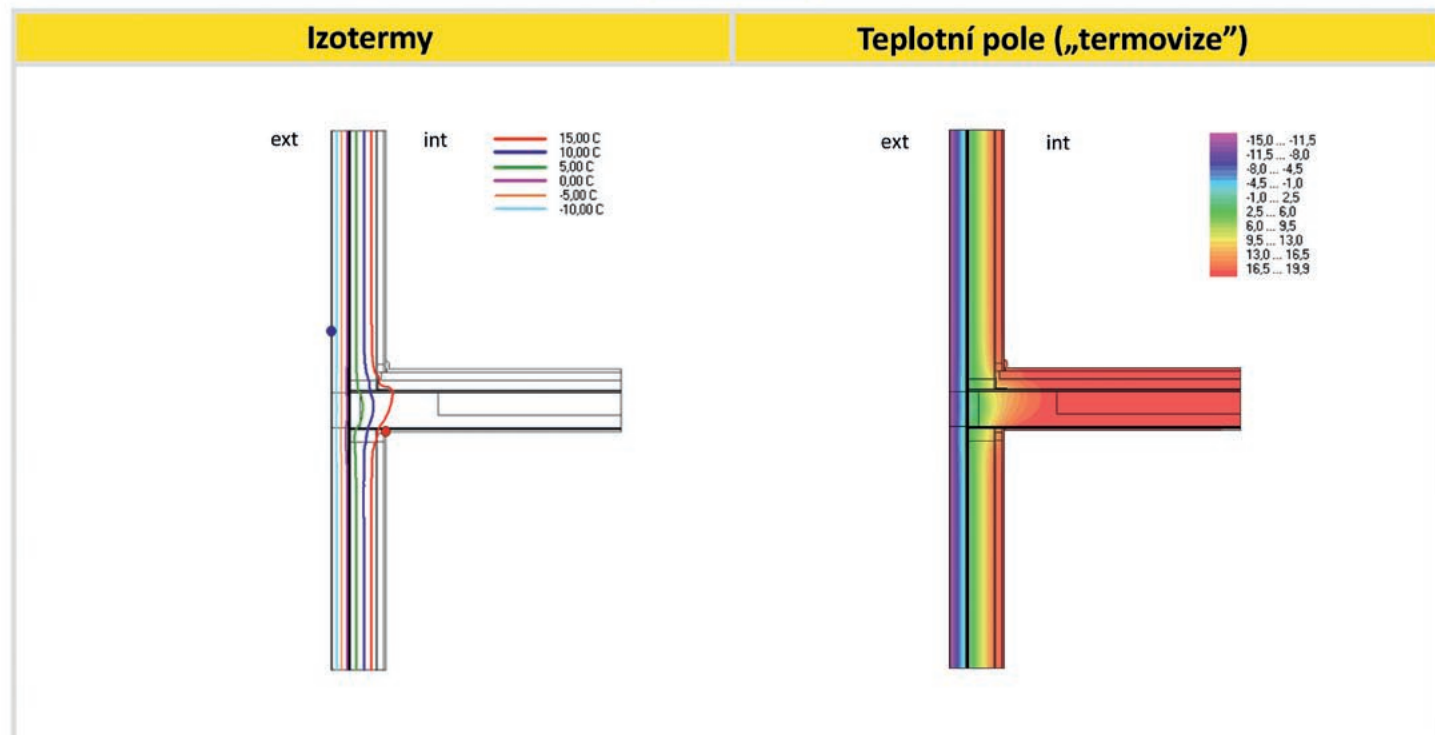 Izotermy
Teplotní pole („termovize”)
ext
int
15,00 C
10,00 C
5,00 C
0,00 C
-5,00 C
-10,00 C
ext
int
-15,0 ... -11,5
-11,5 ... -8,0
-8,0 ... -4,5
-4,5 ... -1,0
-1,0 ... 2,5
2,5 ... 6,0
6,0 ... 9,5
9,5 ... 13,0
13,0 ... 16,5
16,5 ... 19,9